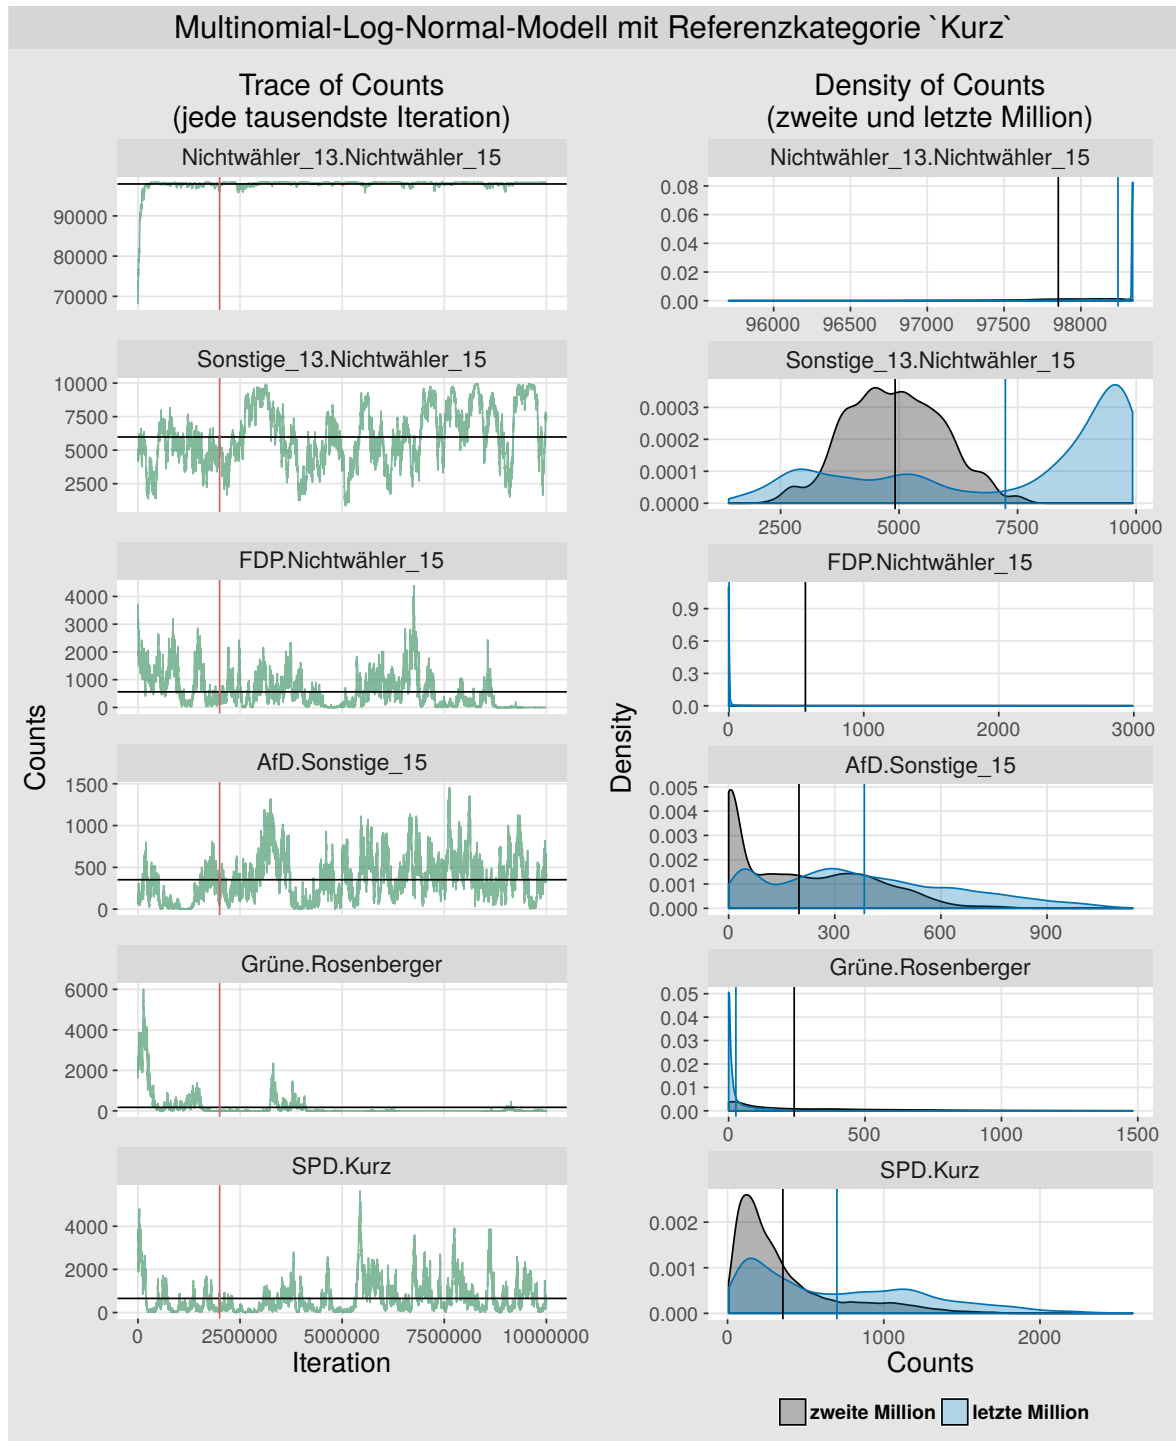 Multinomial-Log-Normal-Modell mit Referenzkategorie `Kurz`
Trace of Counts
(jede tausendste Iteration)
Nichtwähler_13.Nichtwähler_15
90000
80000
70000
Sonstige_13.Nichtwähler_15
10000
7500
5000
2500
FDP.Nichtwähler_15
4000
3000
2000
1000
0
AfD.Sonstige_15
1500
1000
500
0
Grüne.Rosenberger
6000
4000
2000
0
SPD.Kurz
4000
2000
0
0 2500000 5000000 7500000 10000000
Iteration
Counts
Density of Counts
(zweite und letzte Million)
Nichtwähler_13.Nichtwähler_15
0.08
0.06
0.04
0.02
0.00
96000 96500 97000 97500 98000
Sonstige_13.Nichtwähler_15
0.0003
0.0002
0.0001
0.0000
2500 5000 7500 10000
FDP.Nichtwähler_15
0.9
0.6
0.3
0.0
0 1000 2000 3000
AfD.Sonstige_15
0.005
0.004
0.003
0.002
0.001
0.000
0 300 600 900
Grüne.Rosenberger
0.05
0.04
0.03
0.02
0.01
0.00
0 500 1000 1500
SPD.Kurz
0.002
0.001
0.000
0 1000 2000
Counts
Density
zweite Million letzte Million